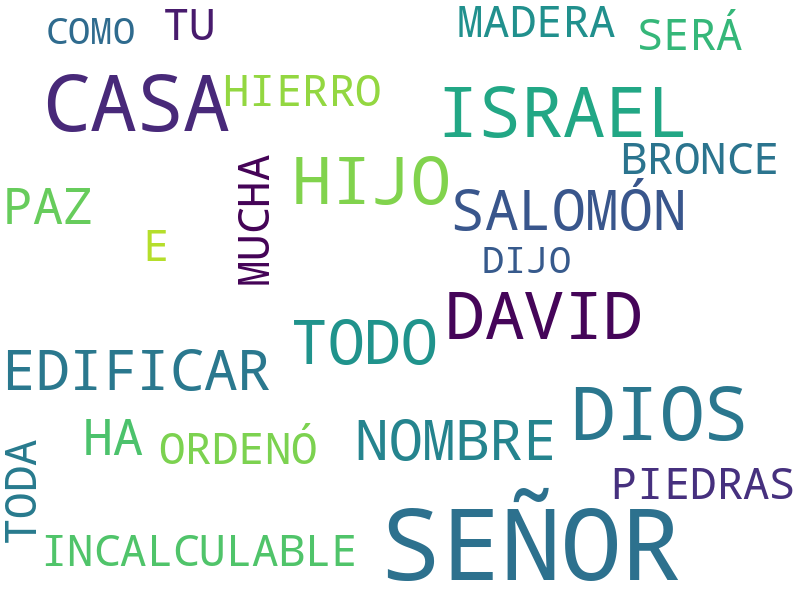 COMO TU MADERA SERÁ
CASA HIERRO ISRAEL
BRONCE
PAZ MUCHA HIJO SALOMÓN
E DIJO
DAVID
TODO
EDIFICAR
DIOS
HA ORDENÓ NOMBRE
TODA PIEDRAS
INCALCULABLE SEÑOR